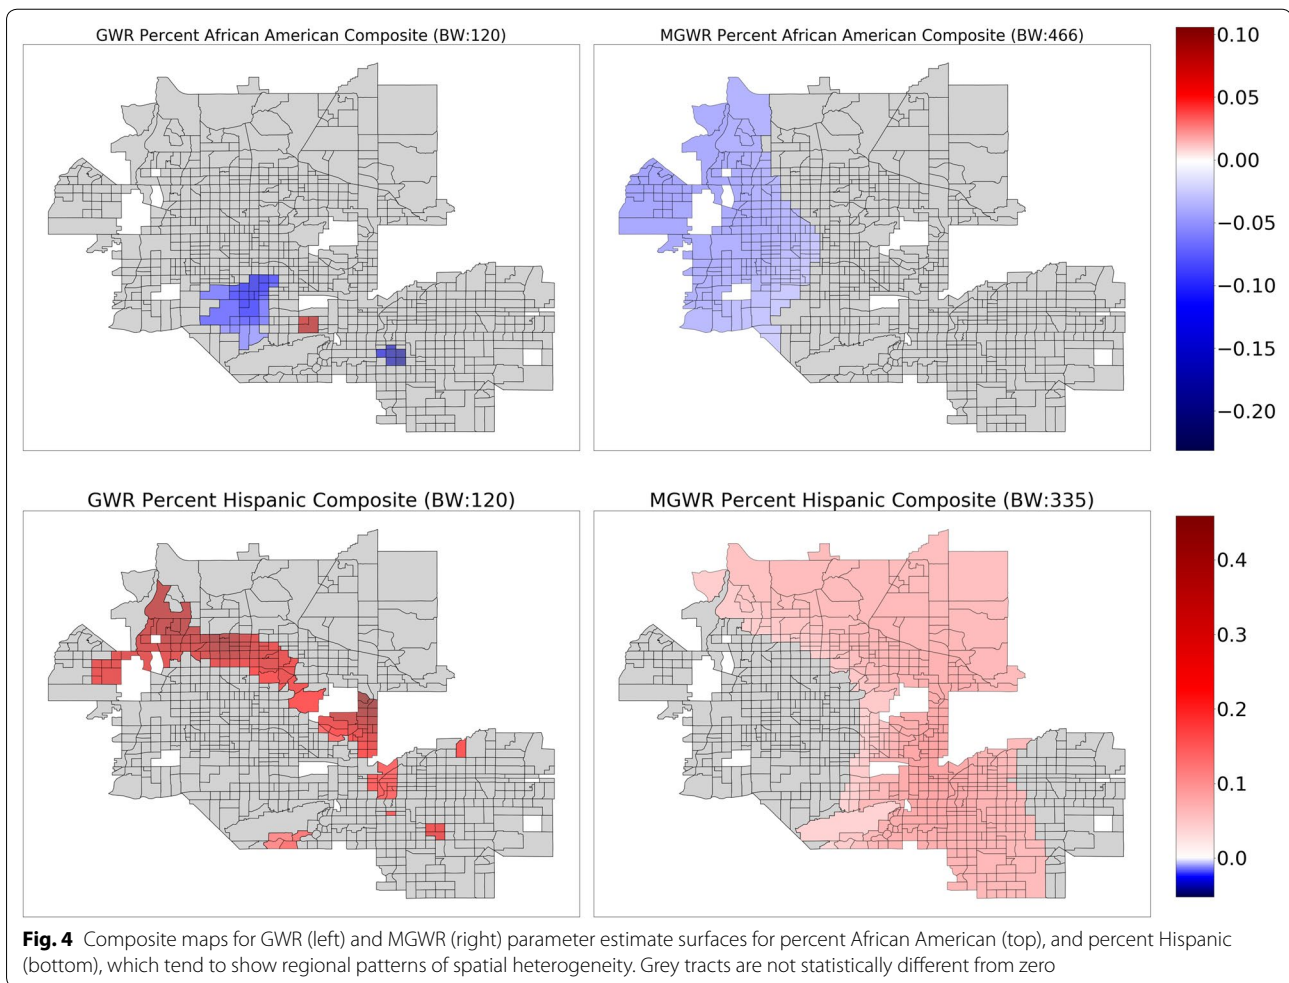 GWR Percent African American Composite (BW:120)
MGWR Percent African American Composite (BW:466)
0.10
0.05
0.00
−0.05
−0.10
−0.15
−0.20
GWR Percent Hispanic Composite (BW:120)
MGWR Percent Hispanic Composite (BW:335)
0.4
0.3
0.2
0.1
0.0
Fig. 4 Composite maps for GWR (left) and MGWR (right) parameter estimate surfaces for percent African American (top), and percent Hispanic
(bottom), which tend to show regional patterns of spatial heterogeneity. Grey tracts are not statistically different from zero